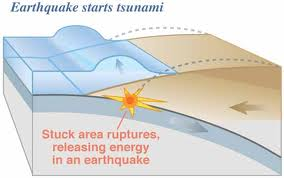 Earthquake starts tsunami
Stuck area ruptures,
releasing energy
in an earthquake